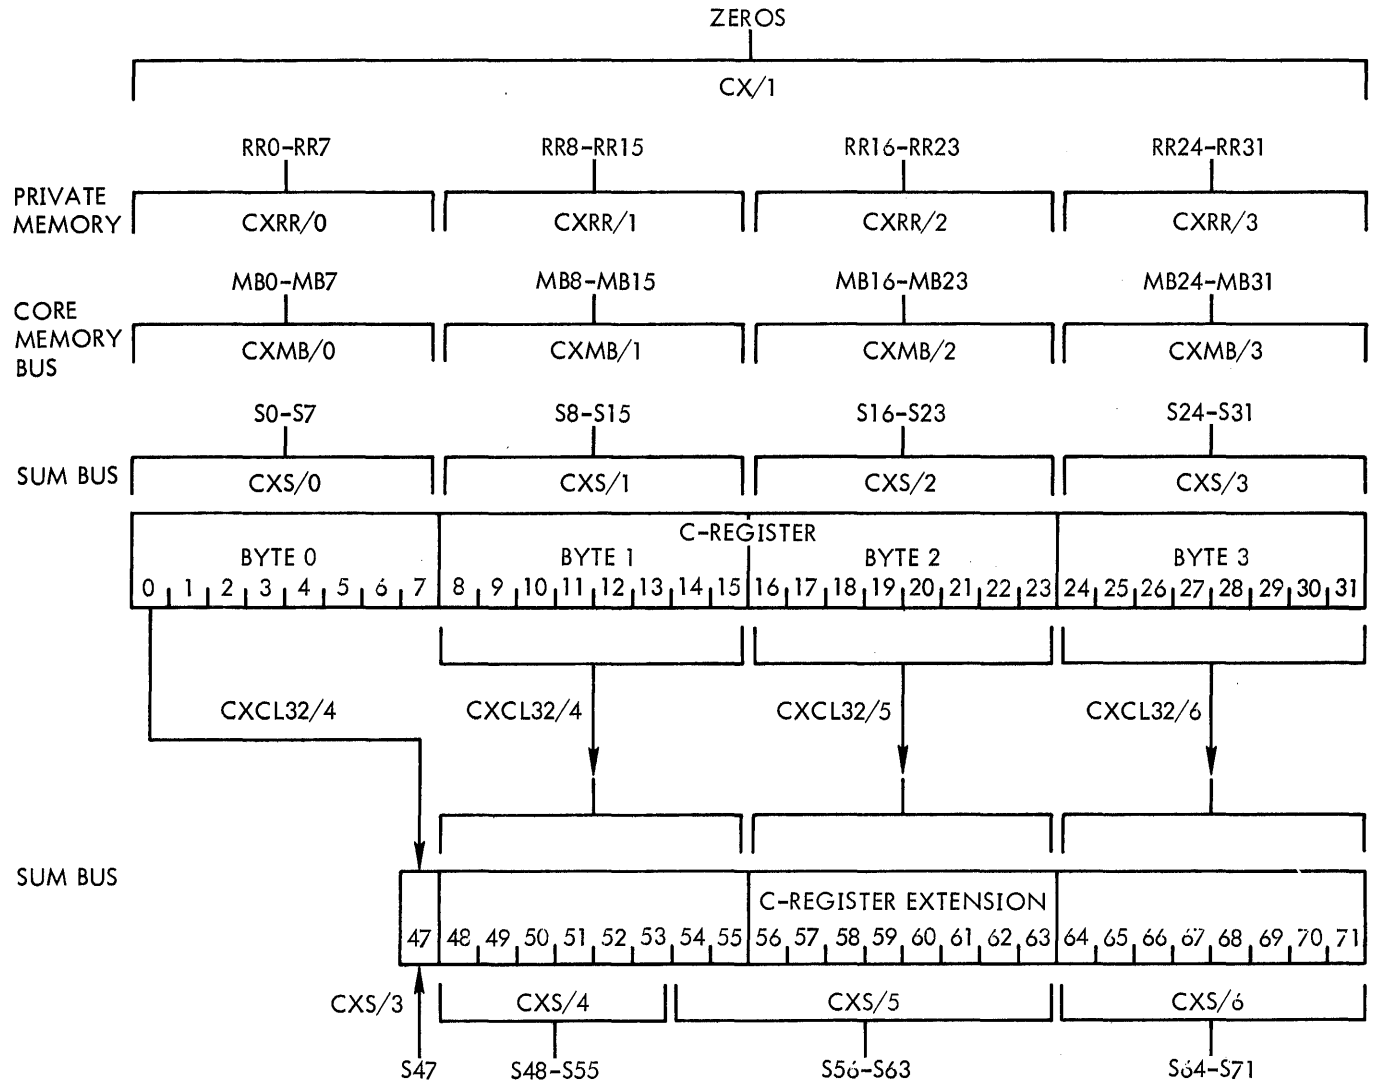 ZEROS
CX/1
RR0-RR7 RR8-RR15 RR16-RR23 RR24-RR31
PRIVATE
MEMORY
CXRR/0 CXRR/1 CXRR/2 CXRR/3
MB0-MB7 MB8-MB15 MB16-MB23 MB24-MB31
CORE
MEMORY
BUS
CXMB/0 CXMB/1 CXMB/2 CXMB/3
S0-S7 S8-S15 S16-S23 S24-S31
SUM BUS
CXS/0 CXS/1 CXS/2 CXS/3
C-REGISTER
BYTE 0 BYTE 1 BYTE 2 BYTE 3
0 1 2 3 4 5 6 7 8 9 10 11 12 13 14 15 16 17 18 19 20 21 22 23 24 25 26 27 28 29 30 31
CXCL32/4 CXCL32/4 CXCL32/5 CXCL32/6
SUM BUS
C-REGISTER EXTENSION
47 48 49 50 51 52 53 54 55 56 57 58 59 60 61 62 63 64 65 66 67 68 69 70 71
CXS/3 CXS/4 CXS/5 CXS/6
S47 S48-S55 S56-S63 S64-S71